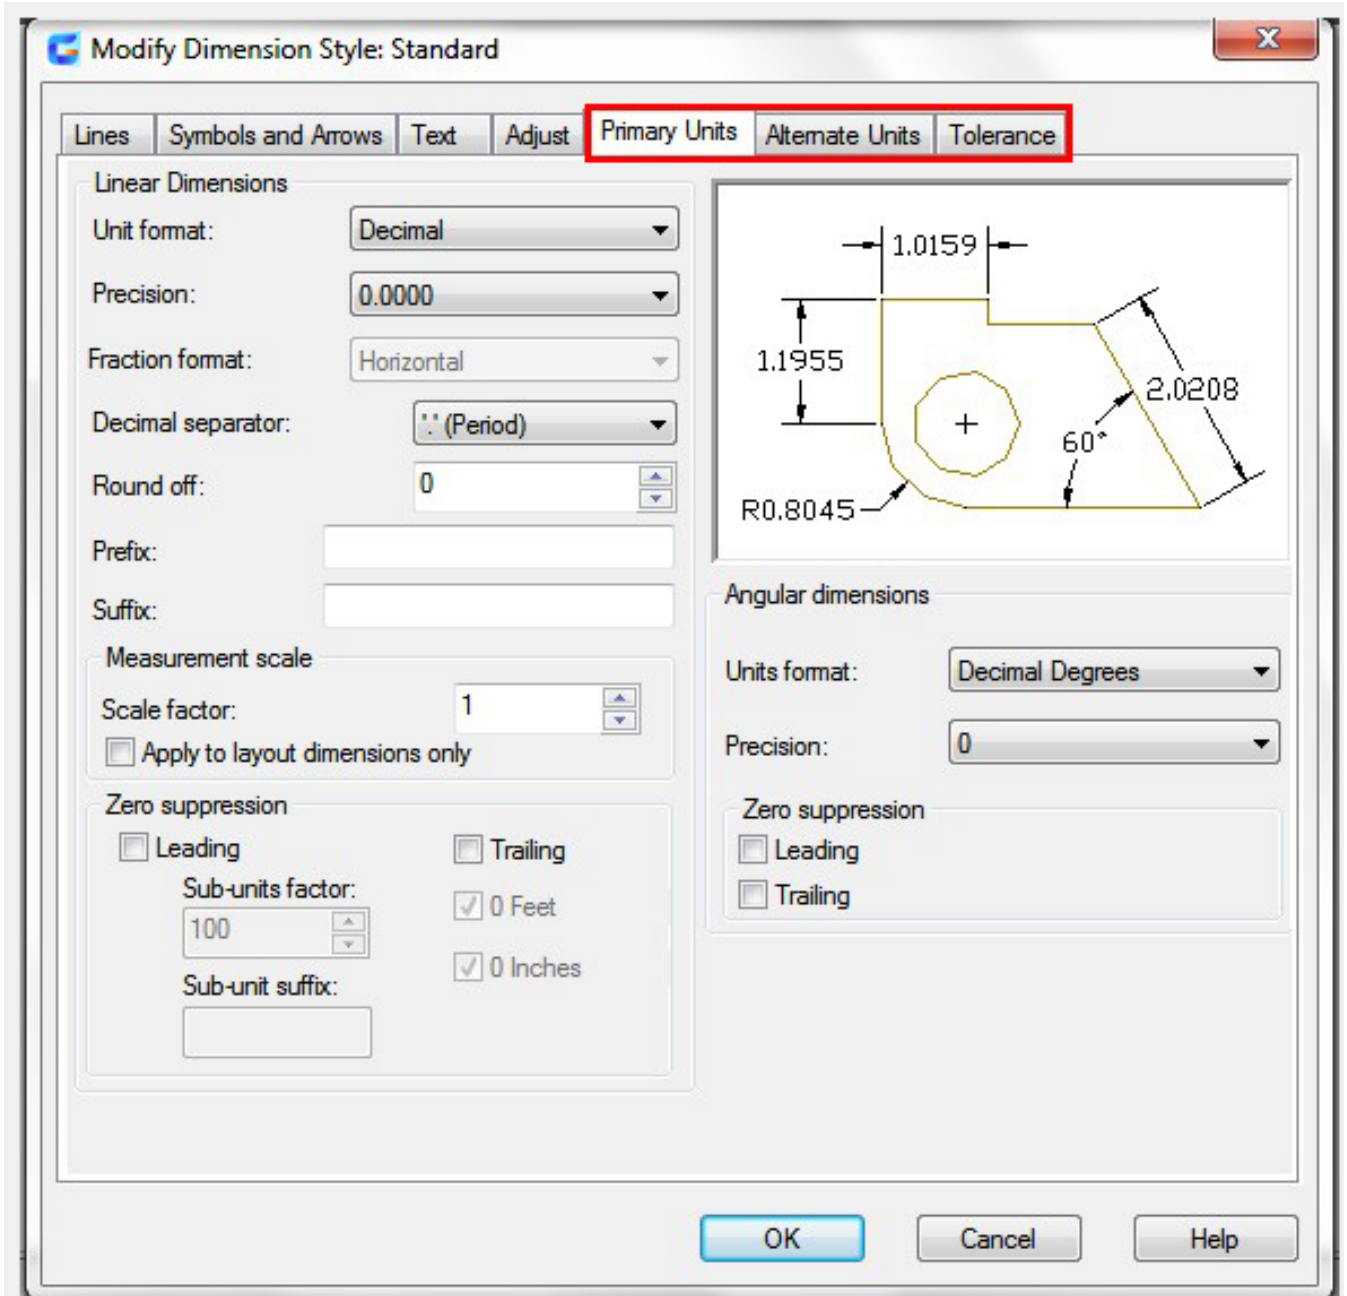 Modify Dimension Style: Standard
Lines Symbols and Arrows Text Adjust Primary Units Alternate Units Tolerance
Linear Dimensions
Unit format: Decimal
Precision: 0.0000
Fraction format: Horizontal
Decimal separator: '.' (Period)
Round off: 0
Prefix:
Suffix:
Measurement scale
Scale factor: 1
Apply to layout dimensions only
Zero suppression
Leading Trailing
Sub-units factor: 0 Feet
100
0 Inches
Sub-unit suffix:
1.0159
1.1955
2.0208
60°
R0.8045
Angular dimensions
Units format: Decimal Degrees
Precision: 0
Zero suppression
Leading
Trailing
OK Cancel Help